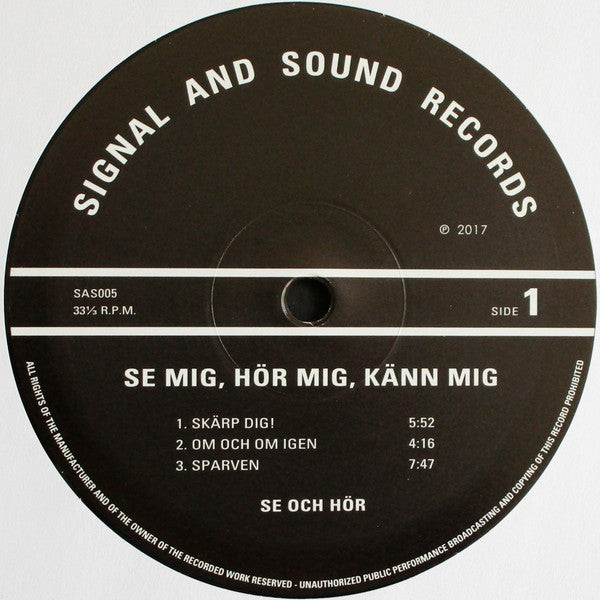 SIGNAL AND SOUND RECORDS
℗ 2017
SAS005
33⅓ R.P.M.
SIDE 1
SE MIG, HÖR MIG, KÄNN MIG
1. SKÄRP DIG! 5:52
2. OM OCH OM IGEN 4:16
3. SPARVEN 7:47
SE OCH HÖR
ALL RIGHTS OF THE MANUFACTURER AND OF THE OWNER OF THE RECORDED WORK RESERVED - UNAUTHORIZED PUBLIC PERFORMANCE BROADCASTING AND COPYING OF THIS RECORD PROHIBITED